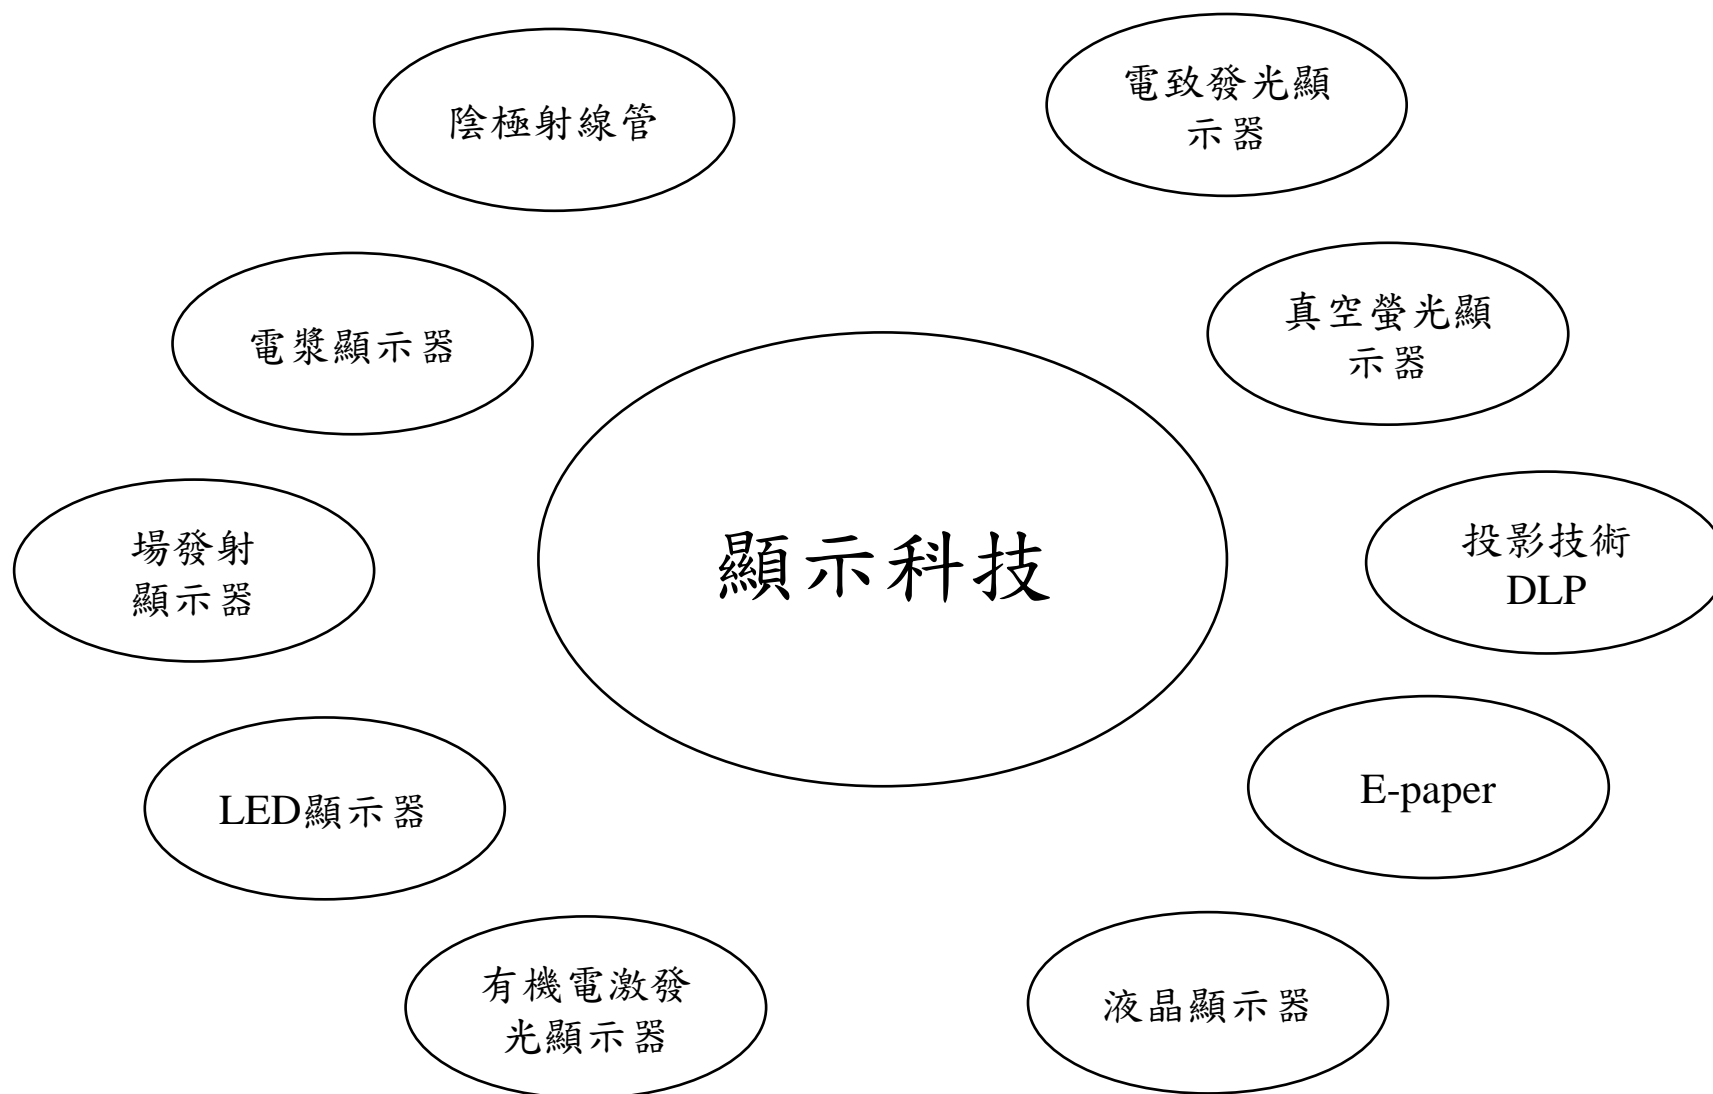 陰極射線管
電致發光顯
示器
電漿顯示器
真空螢光顯
示器
場發射
顯示器
顯示科技
投影技術
DLP
LED顯示器
E-paper
有機電激發
光顯示器
液晶顯示器